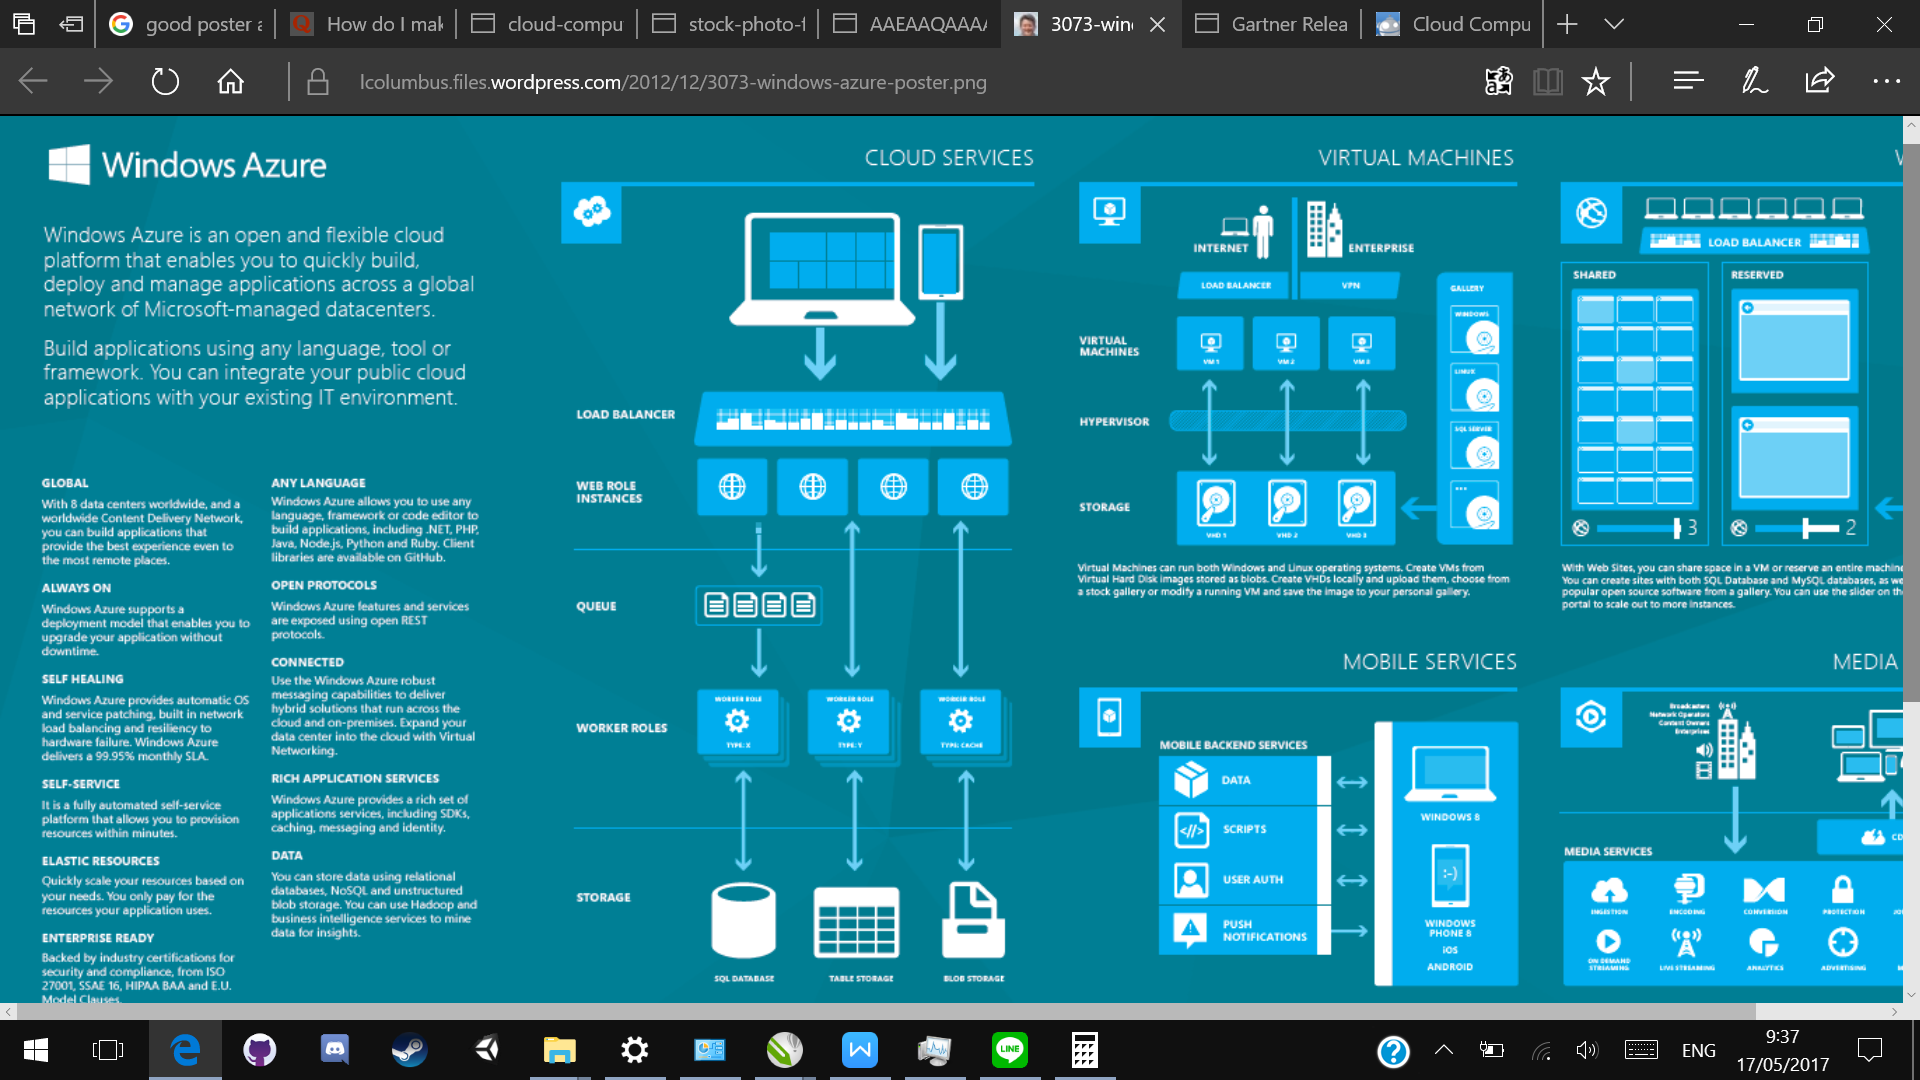 good poster a
How do I mak
cloud-compu
stock-photo-f
AAEAAQAAAA
3073-wind
Gartner Relea
Cloud Compu
lcolumbus.files.wordpress.com/2012/12/3073-windows-azure-poster.png
Windows Azure
Windows Azure is an open and flexible cloud
platform that enables you to quickly build,
deploy and manage applications across a global
network of Microsoft-managed datacenters.
Build applications using any language, tool or
framework. You can integrate your public cloud
applications with your existing IT environment.
GLOBAL
With 8 data centers worldwide, and a
worldwide Content Delivery Network,
you can build applications that
provide the best experience even to
the most remote places.
ALWAYS ON
Windows Azure supports a
deployment model that enables you to
upgrade your application without
downtime.
SELF HEALING
Windows Azure provides automatic OS
and service patching, built in network
load balancing and resiliency to
hardware failure. Windows Azure
delivers a 99.95% monthly SLA.
SELF-SERVICE
It is a fully automated self-service
platform that allows you to provision
resources within minutes.
ELASTIC RESOURCES
Quickly scale your resources based on
your needs. You only pay for the
resources your application uses.
ENTERPRISE READY
Backed by industry certifications for
security and compliance, from ISO
27001, SSAE 16, HIPAA BAA and E.U.
Model Clauses.
ANY LANGUAGE
Windows Azure allows you to use any
language, framework or code editor to
build applications, including .NET, PHP,
Java, Node.js, Python and Ruby. Client
libraries are available on GitHub.
OPEN PROTOCOLS
Windows Azure features and services
are exposed using open REST
protocols.
CONNECTED
Use the Windows Azure robust
messaging capabilities to deliver
hybrid solutions that run across the
cloud and on-premises. Expand your
data center into the cloud with Virtual
Networking.
RICH APPLICATION SERVICES
Windows Azure provides a rich set of
applications services, including SDKs,
caching, messaging and identity.
DATA
You can store data using relational
databases, NoSQL and unstructured
blob storage. You can use Hadoop and
business intelligence services to mine
data for insights.
CLOUD SERVICES
LOAD BALANCER
WEB ROLE
INSTANCES
QUEUE
WORKER ROLES
WORKER ROLE
TYPE: X
WORKER ROLE
TYPE: Y
WORKER ROLE
TYPE: CACHE
STORAGE
SQL DATABASE
TABLE STORAGE
BLOB STORAGE
VIRTUAL MACHINES
INTERNET
ENTERPRISE
LOAD BALANCER
VPN
GALLERY
WINDOWS
LINUX
SQL SERVER
...
VIRTUAL
MACHINES
VM 1
VM 2
VM 3
HYPERVISOR
STORAGE
VHD 1
VHD 2
VHD 3
Virtual Machines can run both Windows and Linux operating systems. Create VMs from
Virtual Hard Disk images stored as blobs. Create VHDs locally and upload them, choose from
a stock gallery or modify a running VM and save the image to your personal gallery.
LOAD BALANCER
SHARED
RESERVED
3
2
With Web Sites, you can share space in a VM or reserve an entire machine
You can create sites with both SQL Database and MySQL databases, as we
popular open source software from a gallery. You can use the slider on th
portal to scale out to more instances.
MOBILE SERVICES
MOBILE BACKEND SERVICES
DATA
SCRIPTS
USER AUTH
PUSH
NOTIFICATIONS
WINDOWS 8
:-)
WINDOWS
PHONE 8
iOS
ANDROID
MEDIA
Broadcasters
Network Operators
Content Owners
Enterprises
CD
MEDIA SERVICES
INGESTION
ENCODING
CONVERSION
PROTECTION
ON DEMAND
STREAMING
LIVE STREAMING
ANALYTICS
ADVERTISING
LINE
ENG
9:37
17/05/2017